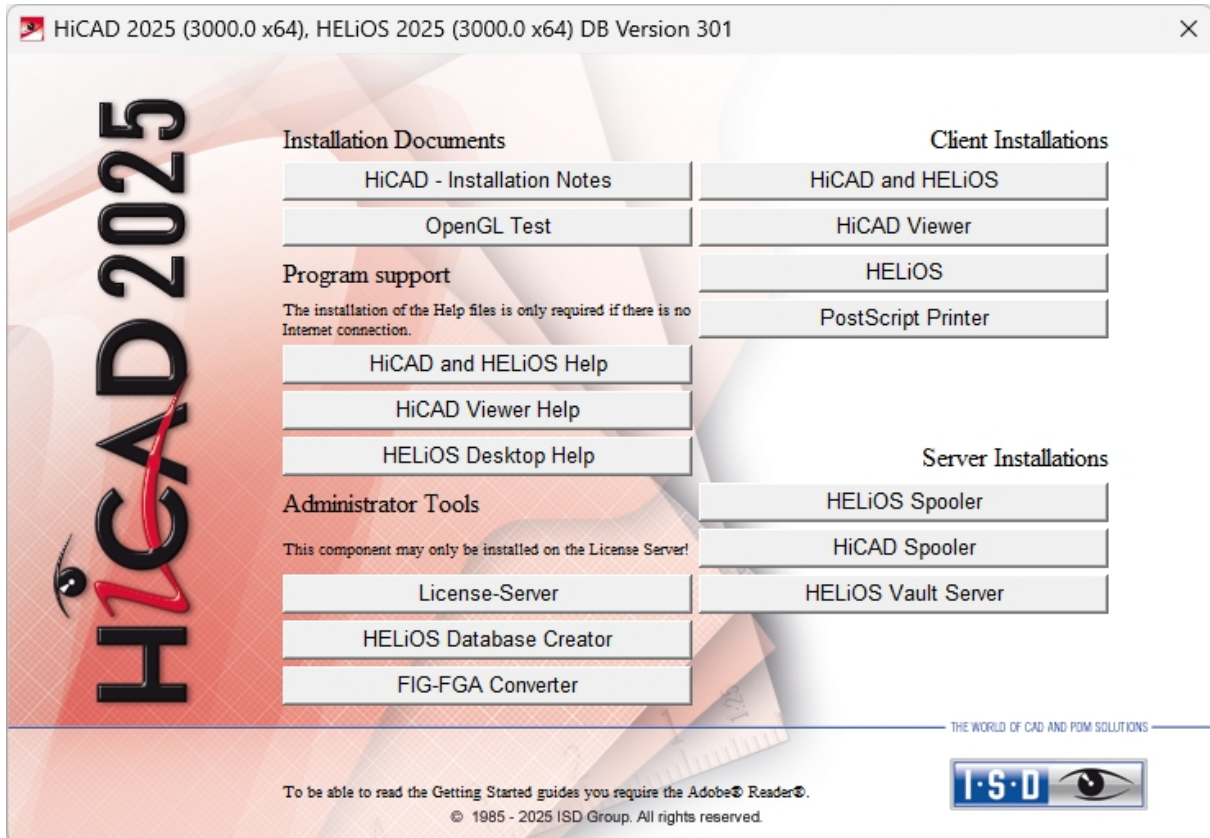 HiCAD 2025 (3000.0 x64), HELiOS 2025 (3000.0 x64) DB Version 301
HiCAD 2025
Installation Documents
HiCAD - Installation Notes
OpenGL Test
Program support
The installation of the Help files is only required if there is no
Internet connection.
HiCAD and HELiOS Help
HiCAD Viewer Help
HELiOS Desktop Help
Administrator Tools
This component may only be installed on the License Server!
License-Server
HELiOS Database Creator
FIG-FGA Converter
Client Installations
HiCAD and HELiOS
HiCAD Viewer
HELiOS
PostScript Printer
Server Installations
HELiOS Spooler
HiCAD Spooler
HELiOS Vault Server
THE WORLD OF CAD AND PDM SOLUTIONS
I·S·D
To be able to read the Getting Started guides you require the Adobe® Reader®.
© 1985 - 2025 ISD Group. All rights reserved.